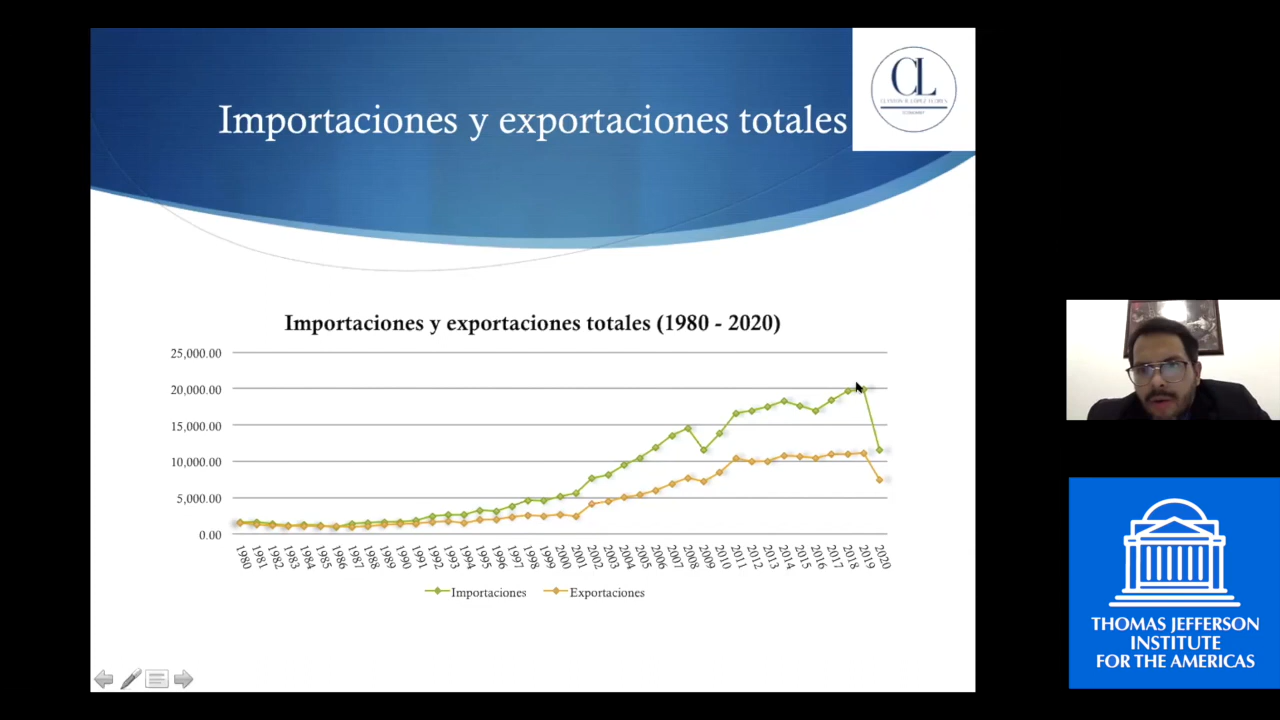 Importaciones y exportaciones totales
CL
Importaciones y exportaciones totales (1980 - 2020)
25,000.00
20,000.00
15,000.00
10,000.00
5,000.00
0.00
1980 1981 1982 1983 1984 1985 1986 1987 1988 1989 1990 1991 1992 1993 1994 1995 1996 1997 1998 1999 2000 2001 2002 2003 2004 2005 2006 2007 2008 2009 2010 2011 2012 2013 2014 2015 2016 2017 2018 2019 2020
Importaciones Exportaciones
THOMAS JEFFERSON
INSTITUTE
FOR THE AMERICAS